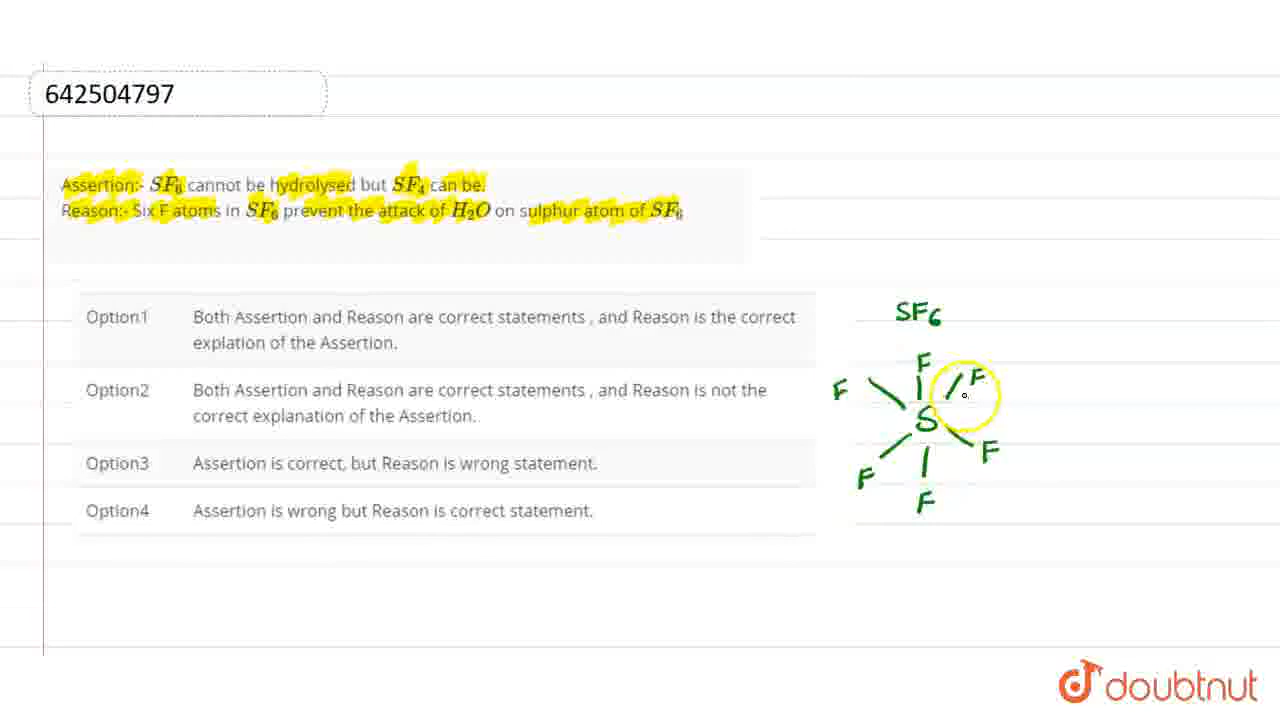 642504797
Assertion:- SF₆ cannot be hydrolysed but SF₄ can be.
Reason:- Six F atoms in SF₆ prevent the attack of H₂O on sulphur atom of SF₆
Option1 Both Assertion and Reason are correct statements , and Reason is the correct
explation of the Assertion.
Option2 Both Assertion and Reason are correct statements , and Reason is not the
correct explanation of the Assertion.
Option3 Assertion is correct, but Reason is wrong statement.
Option4 Assertion is wrong but Reason is correct statement.
SF₆
F
F F
S
F
F
F
doubtnut